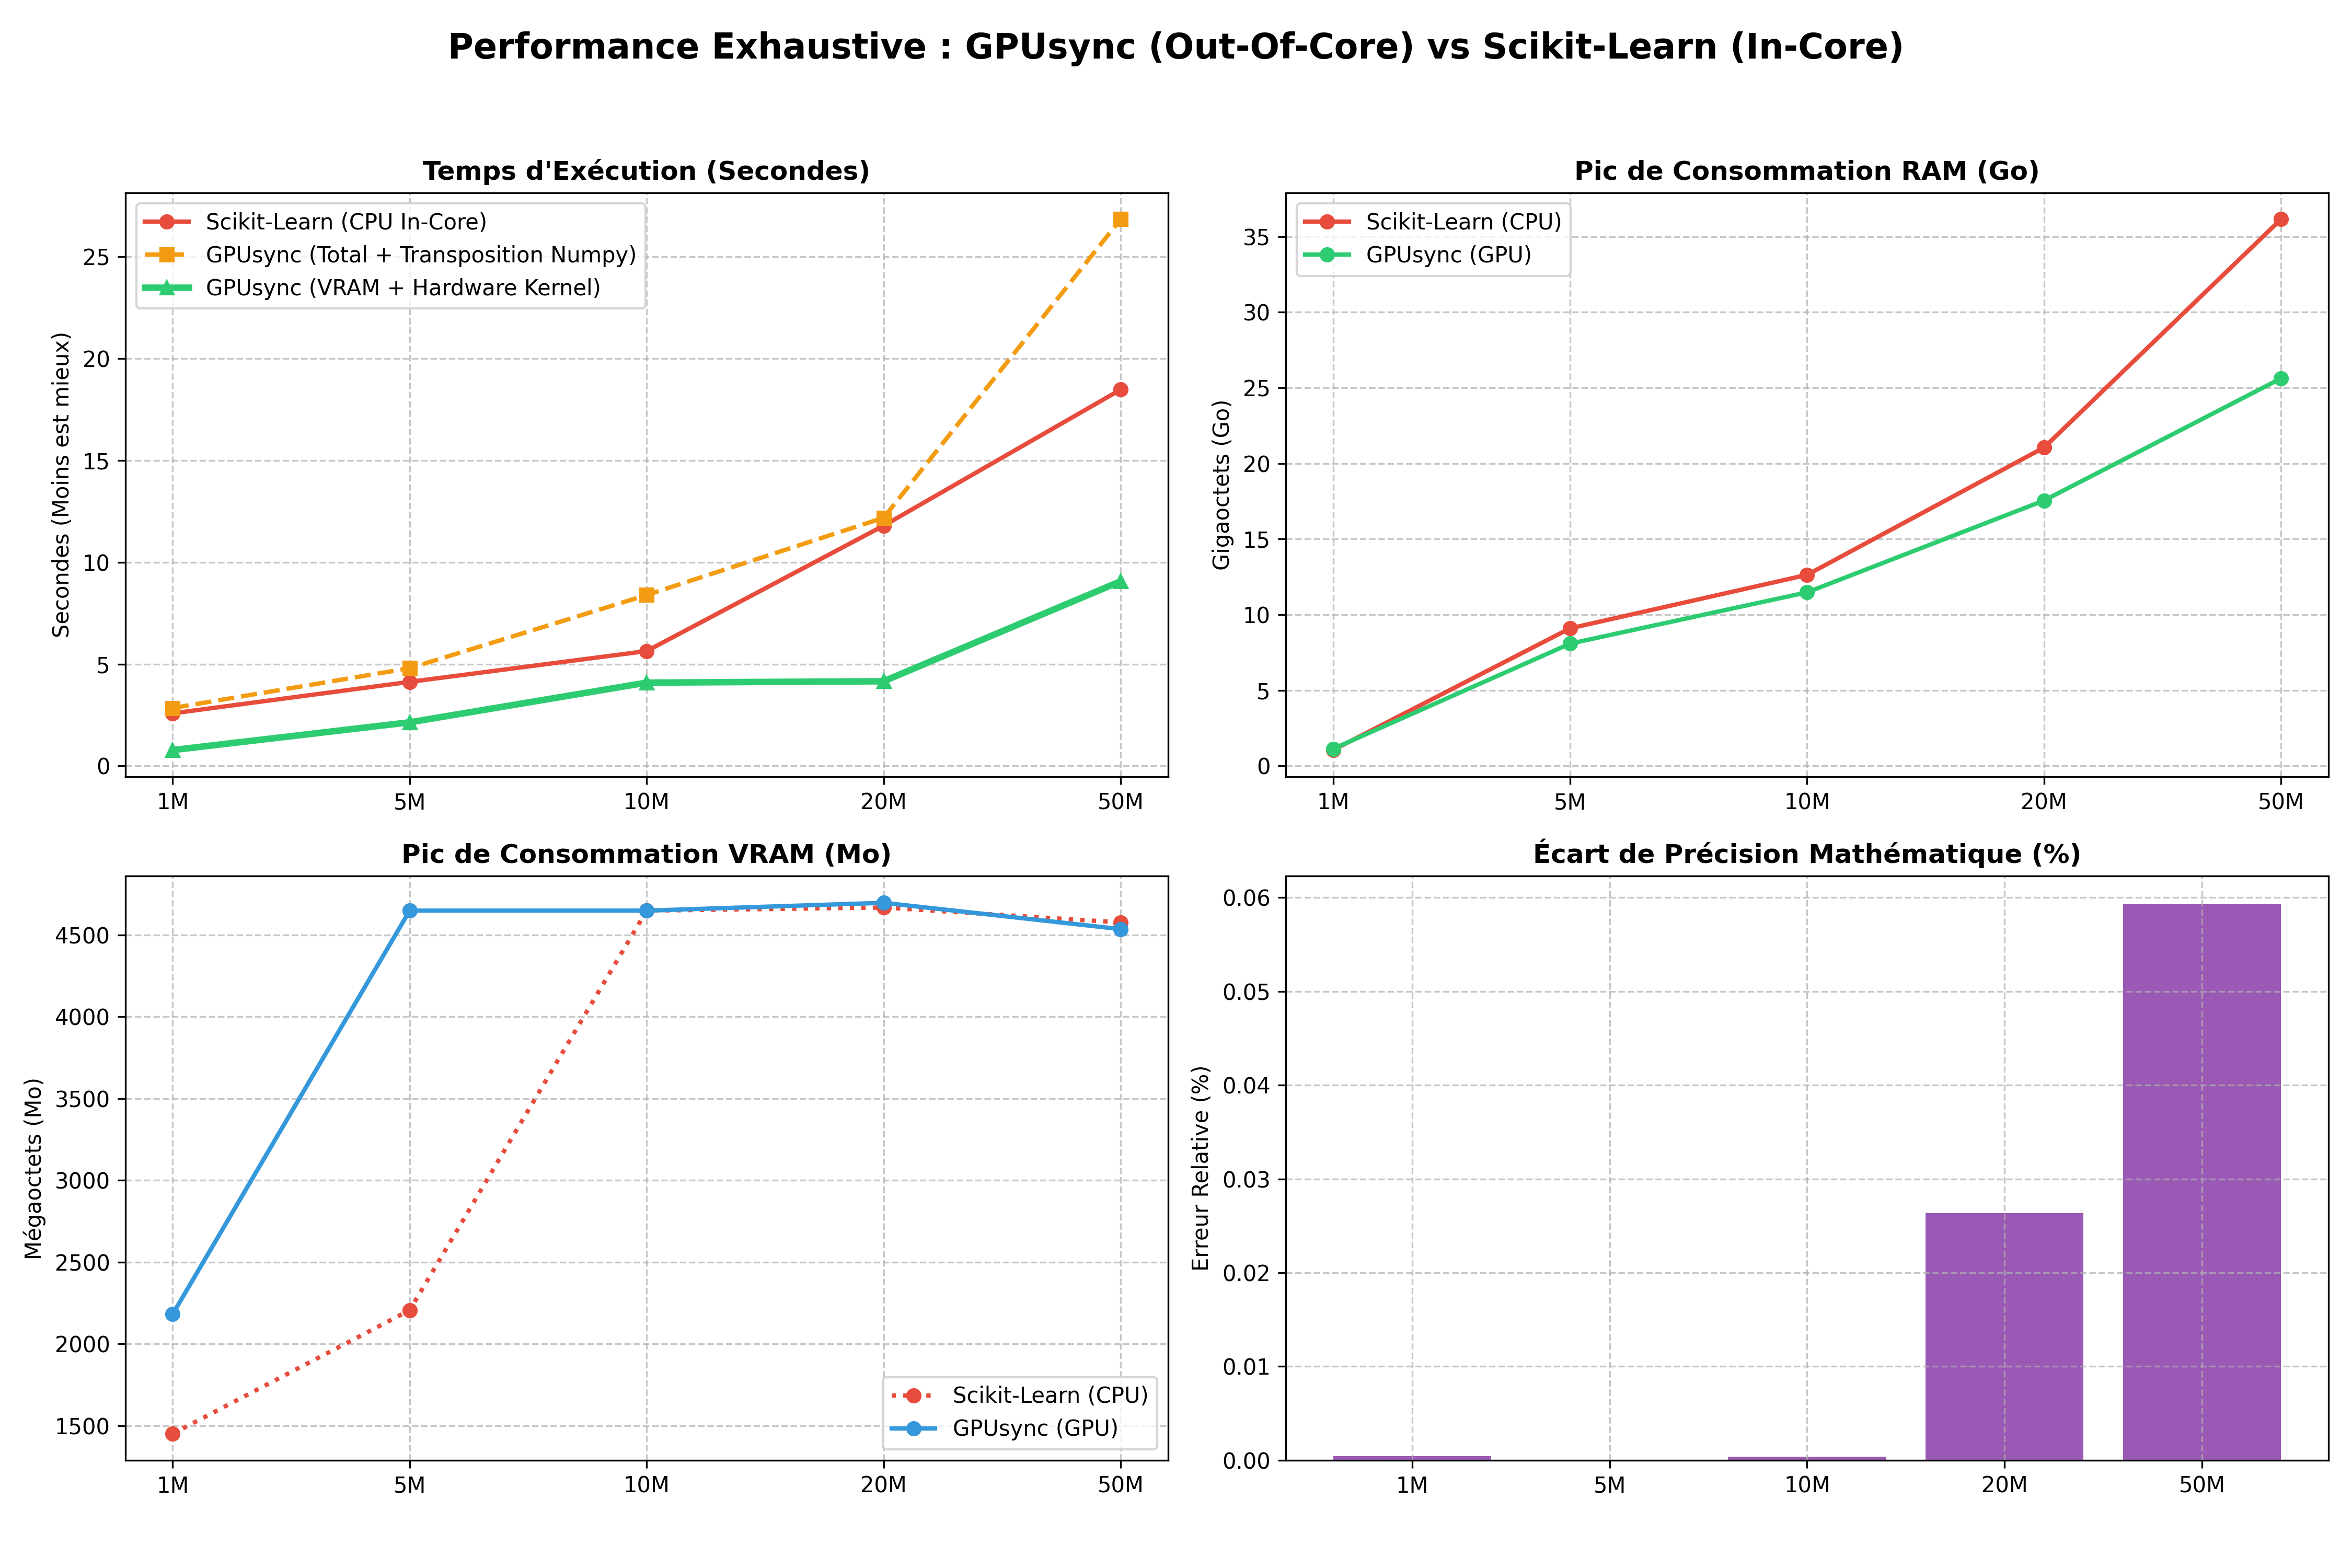 Performance Exhaustive : GPUsync (Out-Of-Core) vs Scikit-Learn (In-Core)
Temps d'Exécution (Secondes)
Secondes (Moins est mieux)
25
20
15
10
5
0
Scikit-Learn (CPU In-Core)
GPUsync (Total + Transposition Numpy)
GPUsync (VRAM + Hardware Kernel)
1M 5M 10M 20M 50M
Pic de Consommation RAM (Go)
Gigaoctets (Go)
35
30
25
20
15
10
5
0
Scikit-Learn (CPU)
GPUsync (GPU)
1M 5M 10M 20M 50M
Pic de Consommation VRAM (Mo)
Mégaoctets (Mo)
4500
4000
3500
3000
2500
2000
1500
Scikit-Learn (CPU)
GPUsync (GPU)
1M 5M 10M 20M 50M
Écart de Précision Mathématique (%)
Erreur Relative (%)
0.06
0.05
0.04
0.03
0.02
0.01
0.00
1M 5M 10M 20M 50M